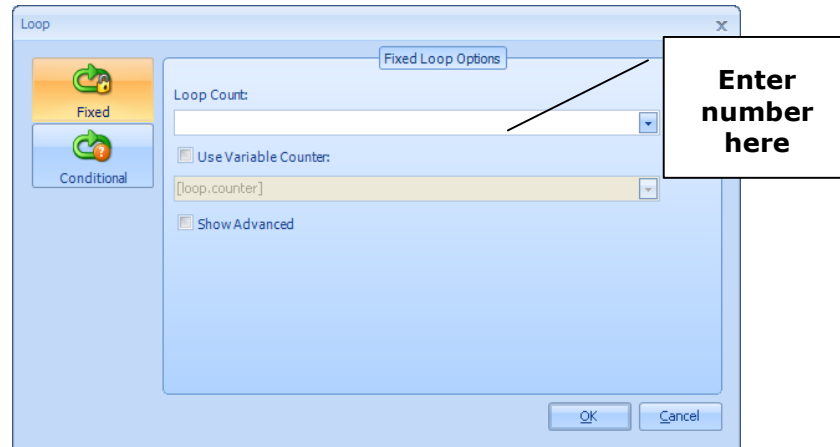 Loop
x
Fixed Loop Options
Fixed
Loop Count:
Use Variable Counter:
Conditional
[loop.counter]
Show Advanced
Enter
number
here
OK
Cancel